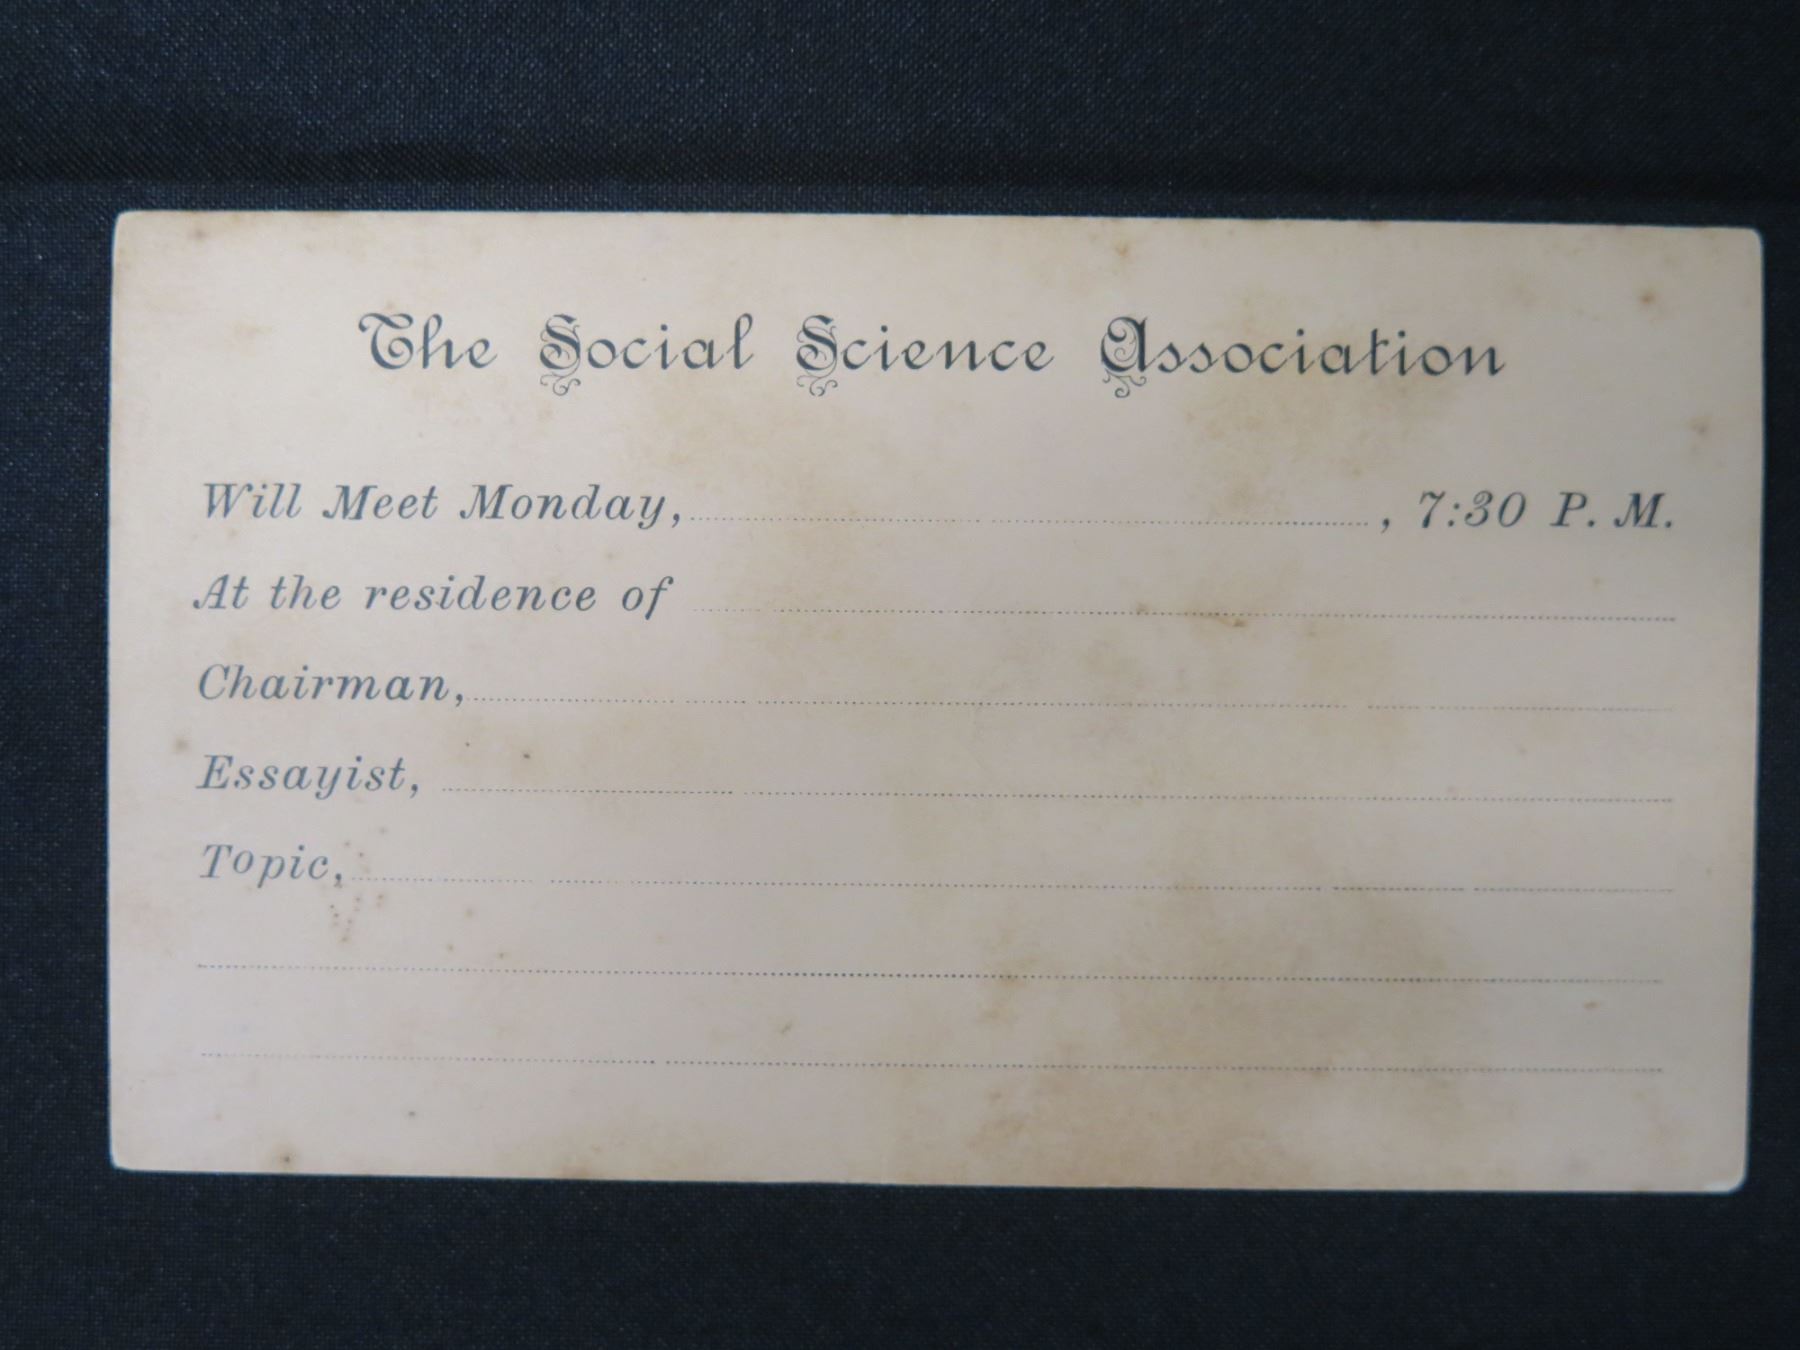 The Social Science Association
Will Meet Monday, , 7:30 P. M.
At the residence of
Chairman,
Essayist,
Topic,